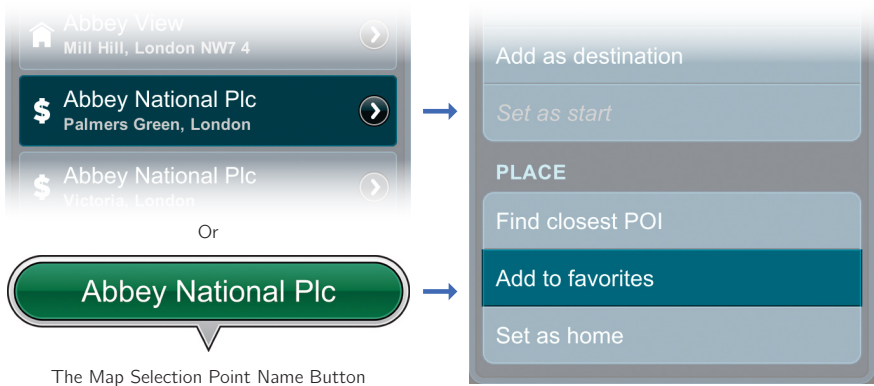 Abbey View
Mill Hill, London NW7 4
Abbey National Plc
Palmers Green, London
Abbey National Plc
Victoria, London
Or
Abbey National Plc
The Map Selection Point Name Button
Add as destination
Set as start
PLACE
Find closest POI
Add to favorites
Set as home